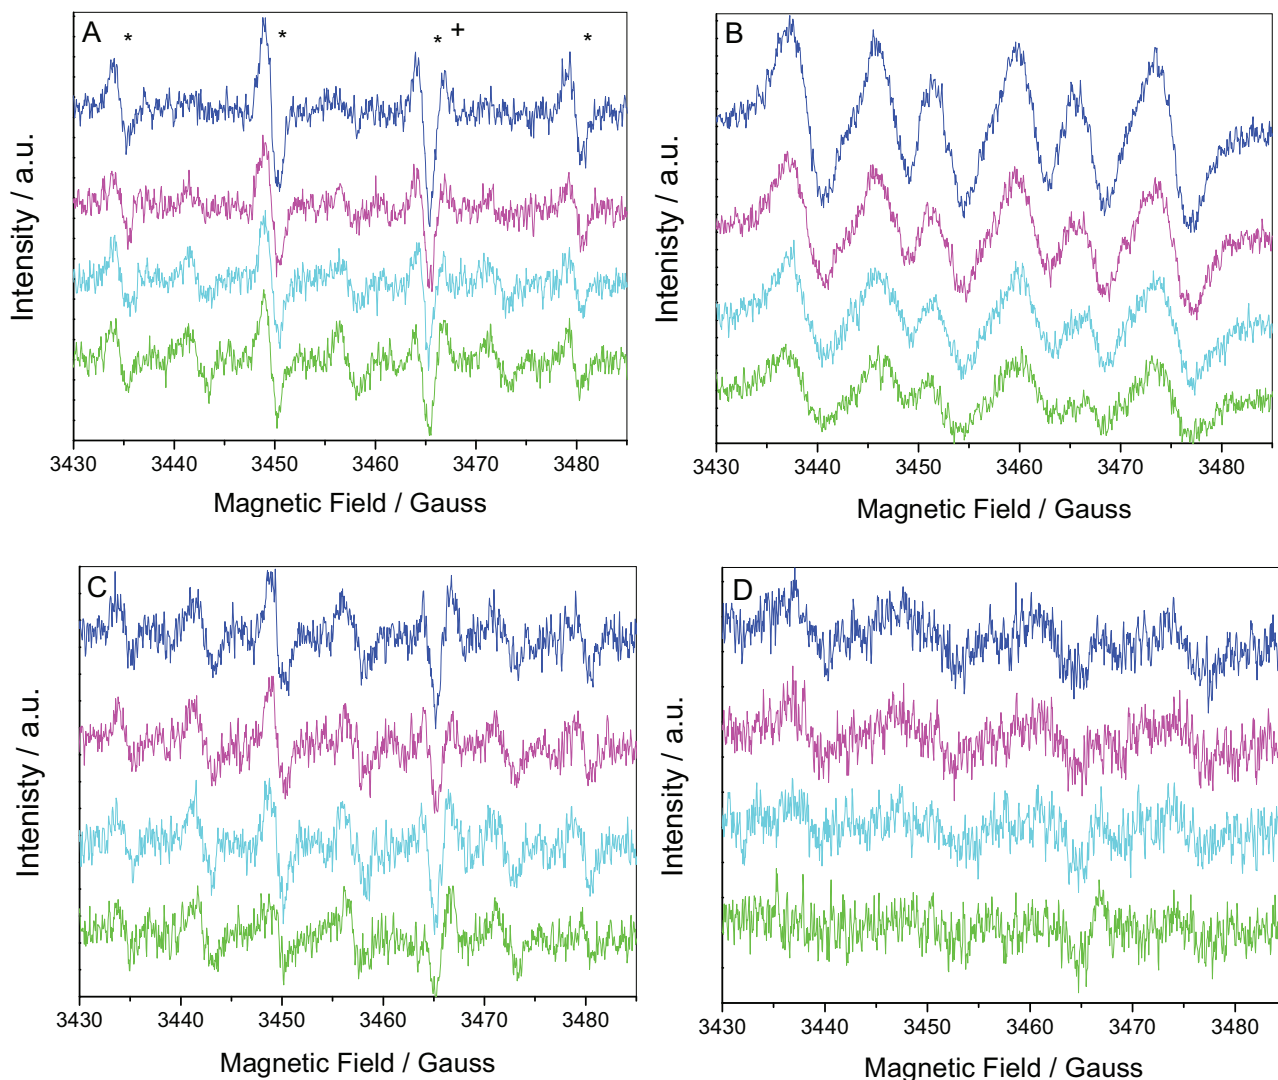 A
* * * + *
Intensity / a.u.
3430 3440 3450 3460 3470 3480
Magnetic Field / Gauss
B
Intenisty / a.u.
3430 3440 3450 3460 3470 3480
Magnetic Field / Gauss
C
Intenisty / a.u.
3430 3440 3450 3460 3470 3480
Magnetic Field / Gauss
D
Intensity / a.u.
3430 3440 3450 3460 3470 3480
Magnetic Field / Gauss